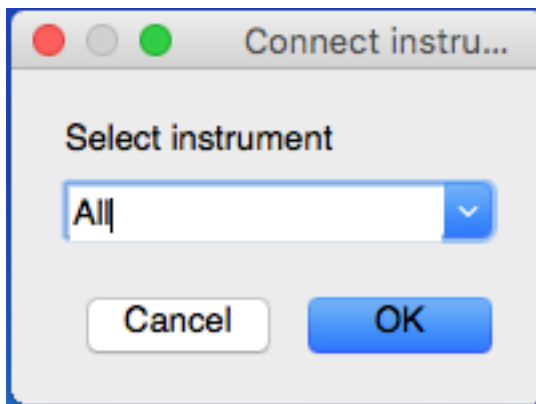 Connect instru...
Select instrument
All
Cancel
OK